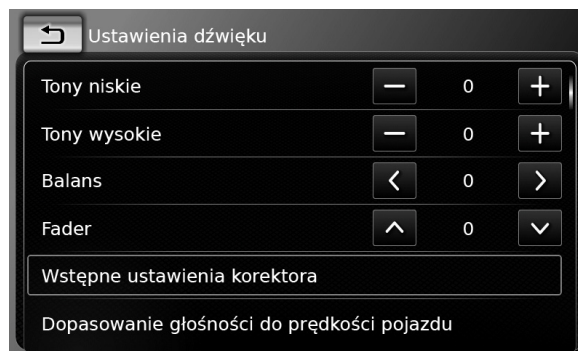 Ustawienia dźwięku
Tony niskie − 0 +
Tony wysokie − 0 +
Balans < 0 >
Fader 0
Wstępne ustawienia korektora
Dopasowanie głośności do prędkości pojazdu